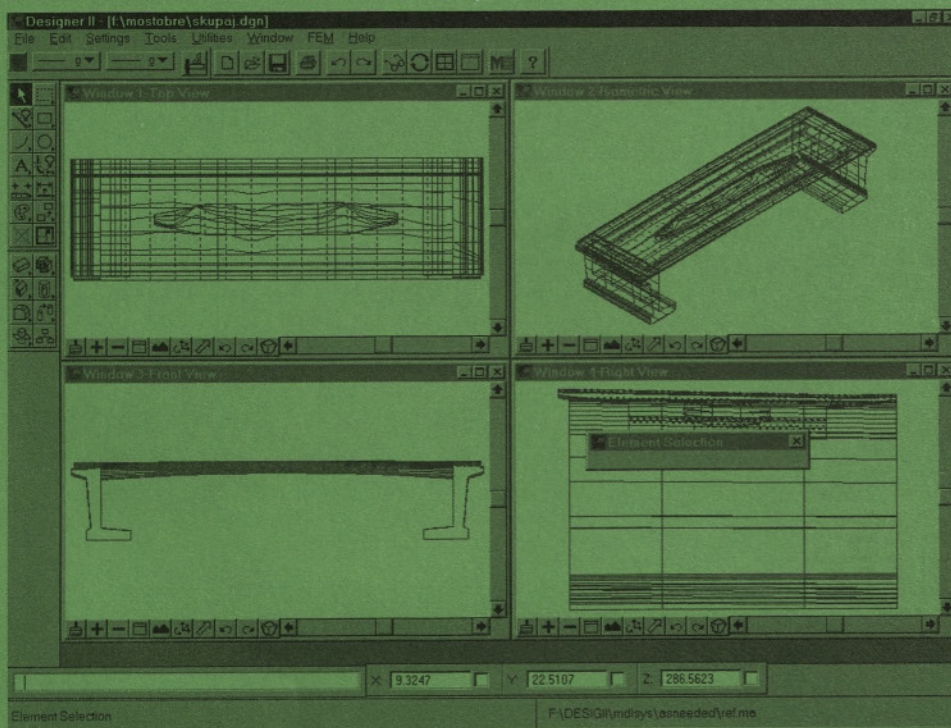 Designer II - [f:\mostobre\skupaj.dgn]
File Edit Settings Tools Utilities Window FEM Help
0 0 M ?
Window 1-Top View
Window 2-Isometric View
A
Window 3-Front View
Window 4-Right View
Element Selection
X: 9.3247 Y: 22.5107 Z: 286.5623
Element Selection
F:\DESIGII\mdlsys\asneeded\ref.ma